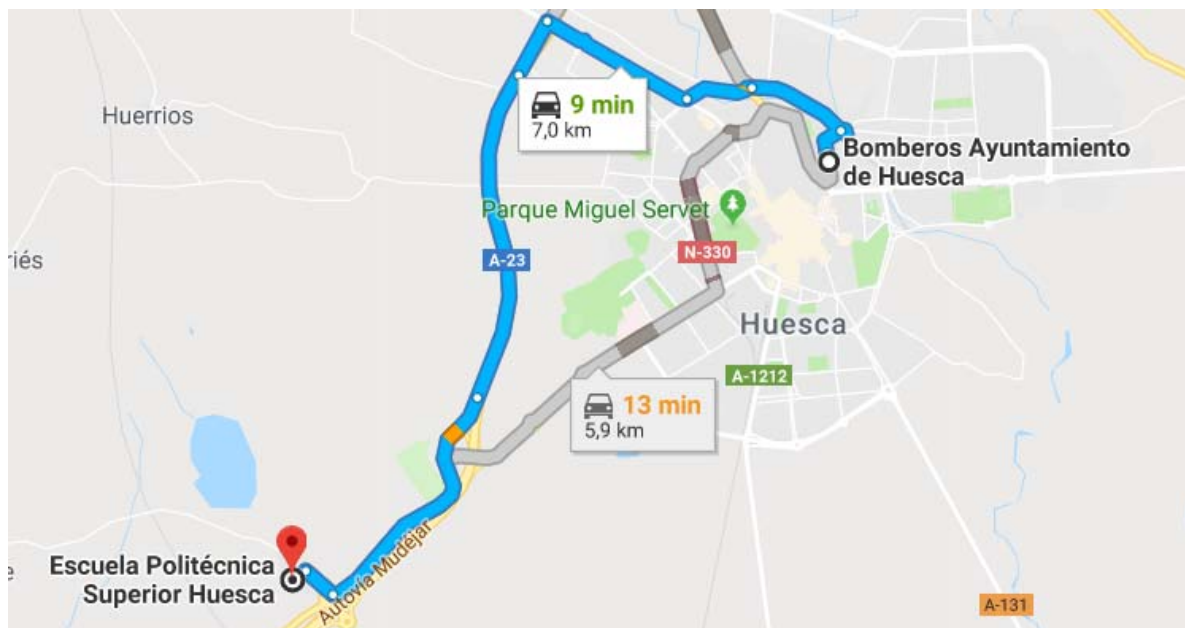 Huerrios
9 min
7,0 km
Bomberos Ayuntamiento
de Huesca
Parque Miguel Servet
riés
A-23
N-330
Huesca
A-1212
13 min
5,9 km
Autovía Mudéjar
Escuela Politécnica
Superior Huesca
e
A-131